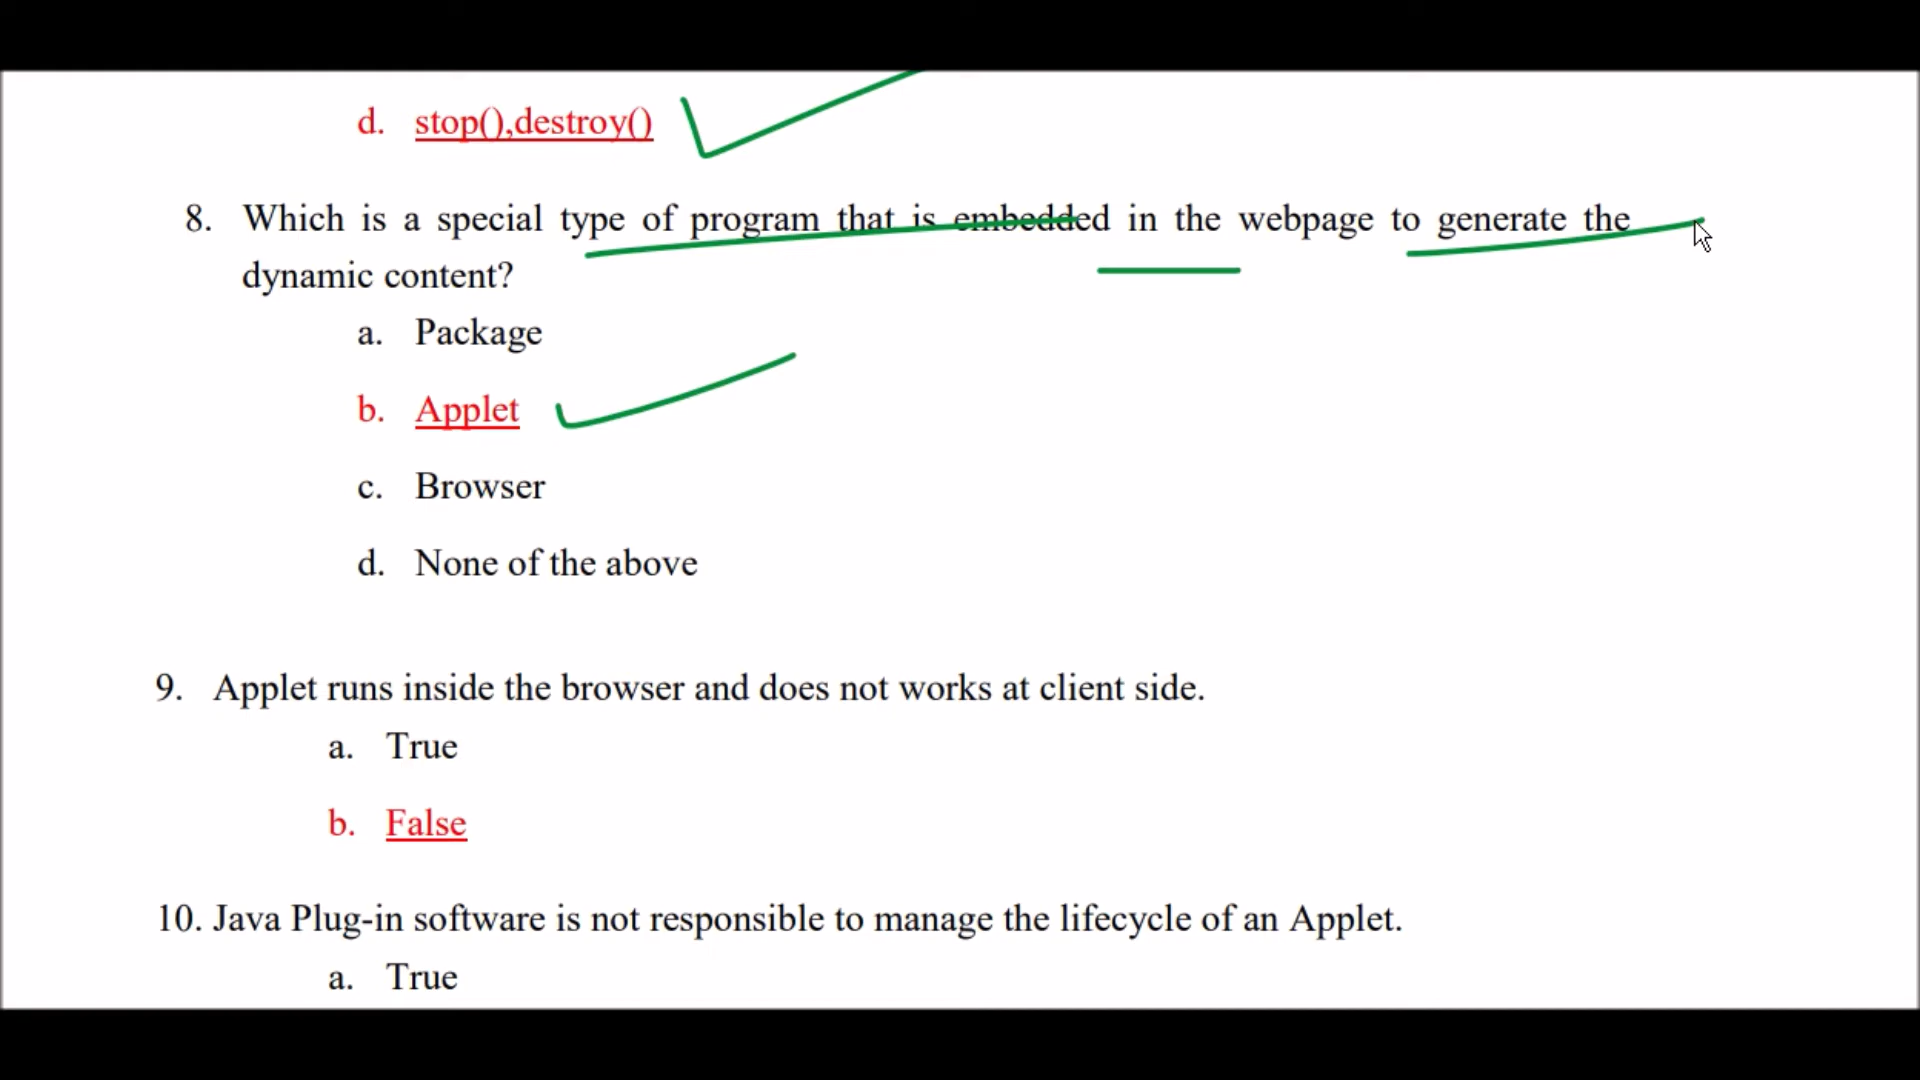 d. stop(),destroy()
8. Which is a special type of program that is embedded in the webpage to generate the
dynamic content?
a. Package
b. Applet
c. Browser
d. None of the above
9. Applet runs inside the browser and does not works at client side.
a. True
b. False
10. Java Plug-in software is not responsible to manage the lifecycle of an Applet.
a. True